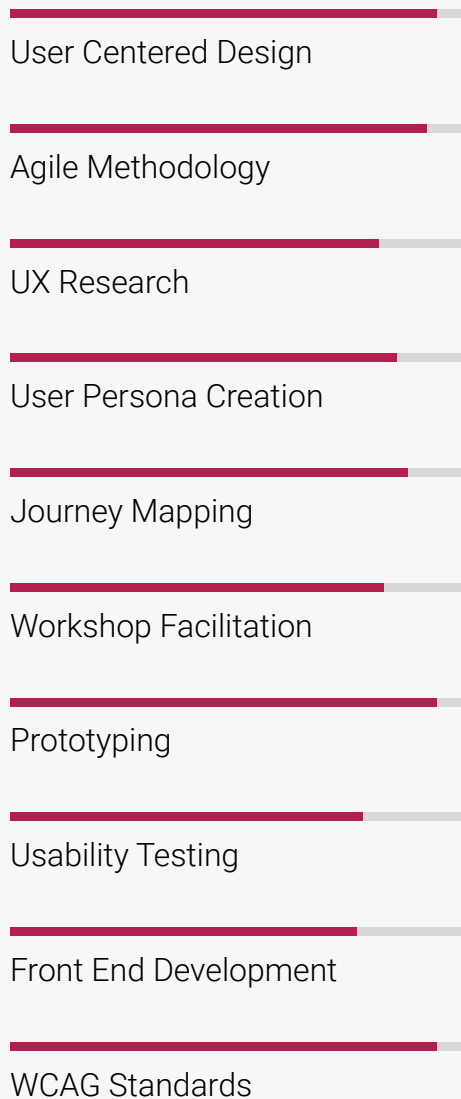 User Centered Design
Agile Methodology
UX Research
User Persona Creation
Journey Mapping
Workshop Facilitation
Prototyping
Usability Testing
Front End Development
WCAG Standards